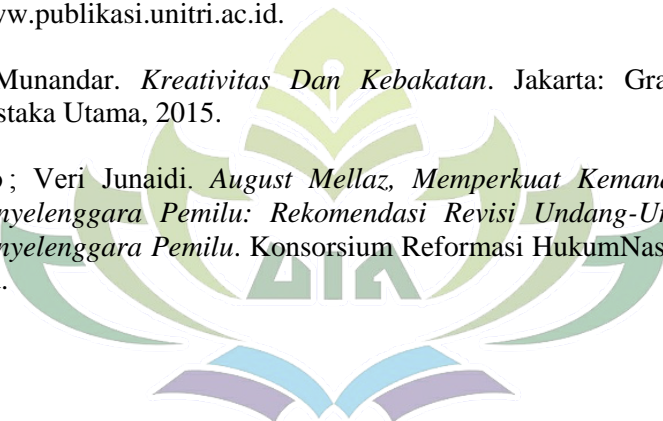 ww.publikasi.unitri.ac.id.
Munandar. Kreativitas Dan Kebakatan. Jakarta: Gra
staka Utama, 2015.
; Veri Junaidi. August Mellaz, Memperkuat Kemand
nyelenggara Pemilu: Rekomendasi Revisi Undang-Un
nyelenggara Pemilu. Konsorsium Reformasi HukumNas